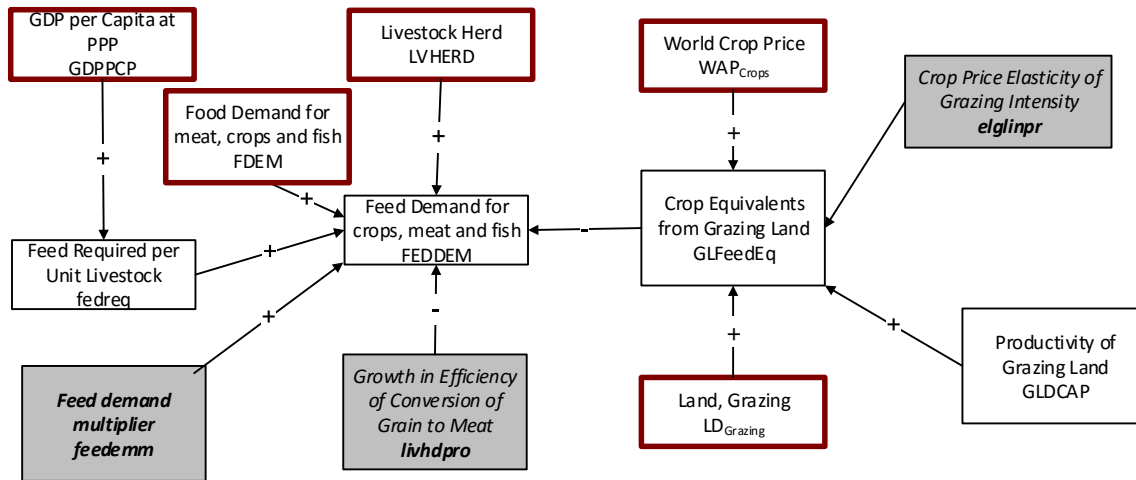 GDP per Capita at
PPP
GDPPCP
Livestock Herd
LVHERD
World Crop Price
WAPCrops
Crop Price Elasticity of
Grazing Intensity
elglinpr
Food Demand for
meat, crops and fish
FDEM
+
+
+
+
Feed Demand for
crops, meat and fish
FEDDEM
Crop Equivalents
from Grazing Land
GLFeedEq
-
Feed Required per
Unit Livestock
fedreq
+
+
-
+
+
Productivity of
Grazing Land
GLDCAP
Feed demand
multiplier
feedemm
Growth in Efficiency
of Conversion of
Grain to Meat
livhdpro
Land, Grazing
LDGrazing